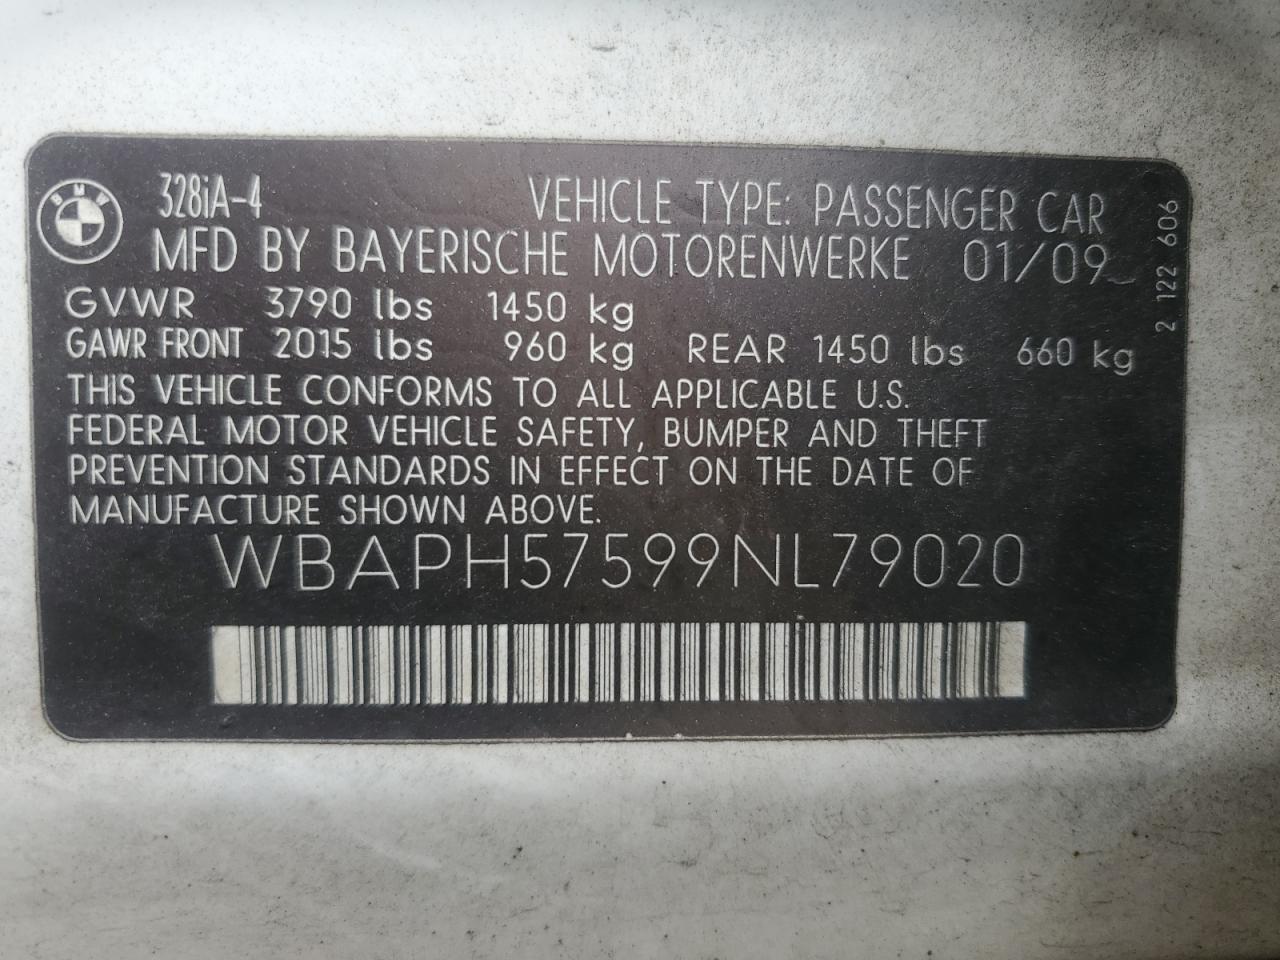 BMW
328iA-4 VEHICLE TYPE: PASSENGER CAR
MFD BY BAYERISCHE MOTORENWERKE 01/09
GVWR 3790 lbs 1450 kg
GAWR FRONT 2015 lbs 960 kg REAR 1450 lbs 660 kg
THIS VEHICLE CONFORMS TO ALL APPLICABLE U.S.
FEDERAL MOTOR VEHICLE SAFETY, BUMPER AND THEFT
PREVENTION STANDARDS IN EFFECT ON THE DATE OF
MANUFACTURE SHOWN ABOVE.
WBAPH57599NL79020
2 122 606